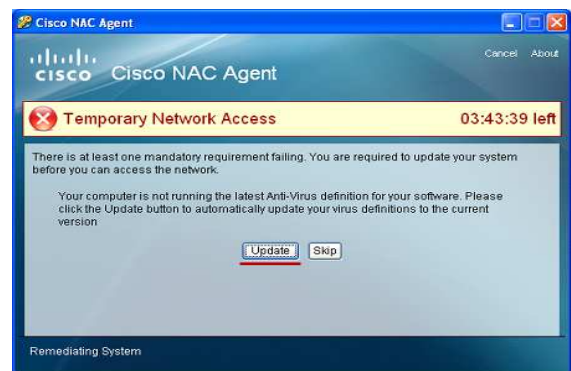 Cisco NAC Agent
Cancel About
cisco Cisco NAC Agent
Temporary Network Access 03:43:39 left
There is at least one mandatory requirement failing. You are required to update your system
before you can access the network.
Your computer is not running the latest Anti-Virus definition for your software. Please
click the Update button to automatically update your virus definitions to the current
version
Update Skip
Remediating System